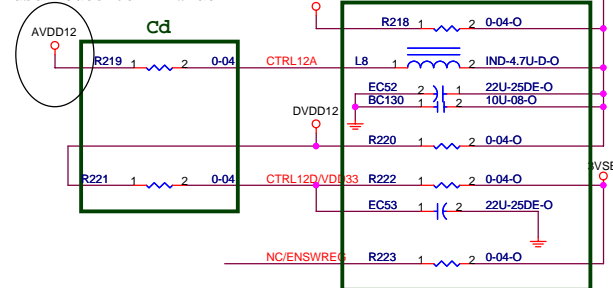 Cd
AVDD12
R218 1 2 0-04-O
R219 1 2 0-04 CTRL12A L8 1 2 IND-4.7U-D-O
EC52 2 1 22U-25DE-O
BC130 1 2 10U-08-O
DVDD12
R220 1 2 0-04-O
3VSB
R221 1 2 0-04 CTRL12D/VDD33 R222 1 2 0-04-O
EC53 1 2 22U-25DE-O
NC/ENSWREG R223 1 2 0-04-O